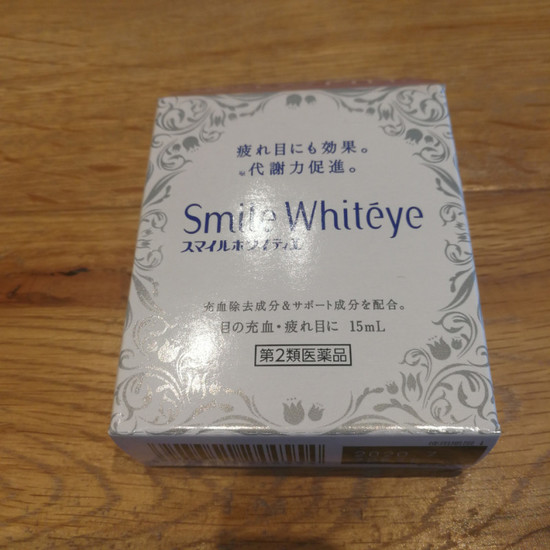 疲れ目にも効果。
※代謝力促進。
Smile Whitéye
スマイルホワイティエ
充血除去成分&サポート成分を配合。
目の充血・疲れ目に 15mL
第2類医薬品
2020